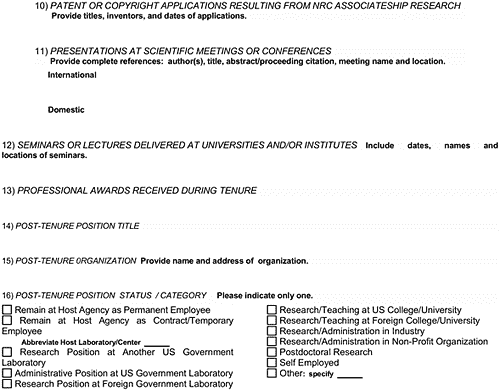 10) PATENT OR COPYRIGHT APPLICATIONS RESULTING FROM NRC ASSOCIATESHIP RESEARCH
Provide titles, inventors, and dates of applications.
11) PRESENTATIONS AT SCIENTIFIC MEETINGS OR CONFERENCES
Provide complete references: author(s), title, abstract/proceeding citation, meeting name and location.
International
Domestic
12) SEMINARS OR LECTURES DELIVERED AT UNIVERSITIES AND/OR INSTITUTES Include dates, names and
locations of seminars.
13) PROFESSIONAL AWARDS RECEIVED DURING TENURE
14) POST-TENURE POSITION TITLE
15) POST-TENURE ORGANIZATION Provide name and address of organization.
16) POST-TENURE POSITION STATUS / CATEGORY Please indicate only one.
Remain at Host Agency as Permanent Employee
Remain at Host Agency as Contract/Temporary
Employee
Abbreviate Host Laboratory/Center
Research Position at Another US Government
Laboratory
Administrative Position at US Government Laboratory
Research Position at Foreign Government Laboratory
Research/Teaching at US College/University
Research/Teaching at Foreign College/University
Research/Administration in Industry
Research/Administration in Non-Profit Organization
Postdoctoral Research
Self Employed
Other: specify